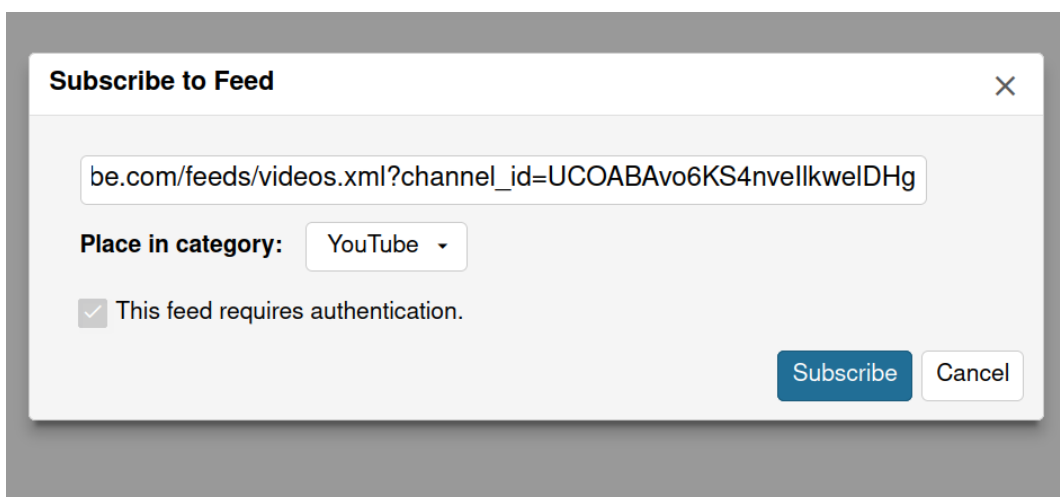 Subscribe to Feed
be.com/feeds/videos.xml?channel_id=UCOABAvo6KS4nveIlkwelDHg
Place in category: YouTube
This feed requires authentication.
Subscribe Cancel